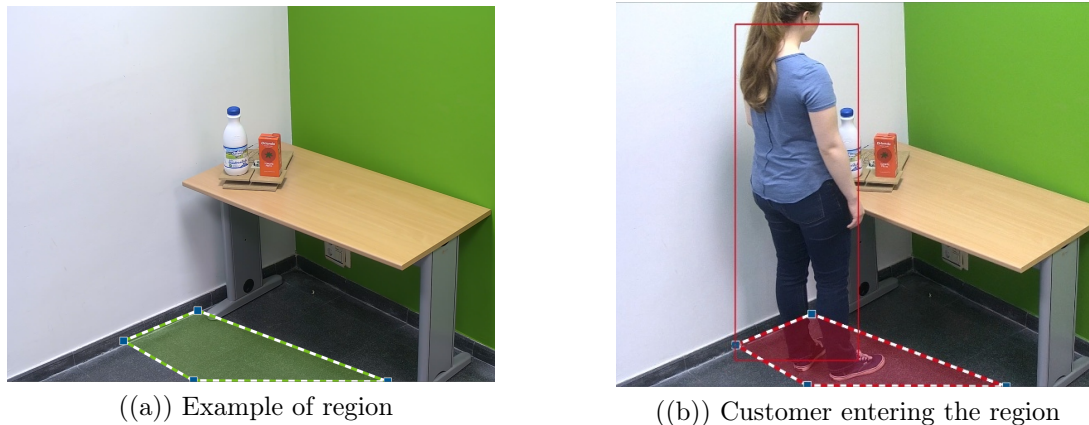 ((a)) Example of region
((b)) Customer entering the region